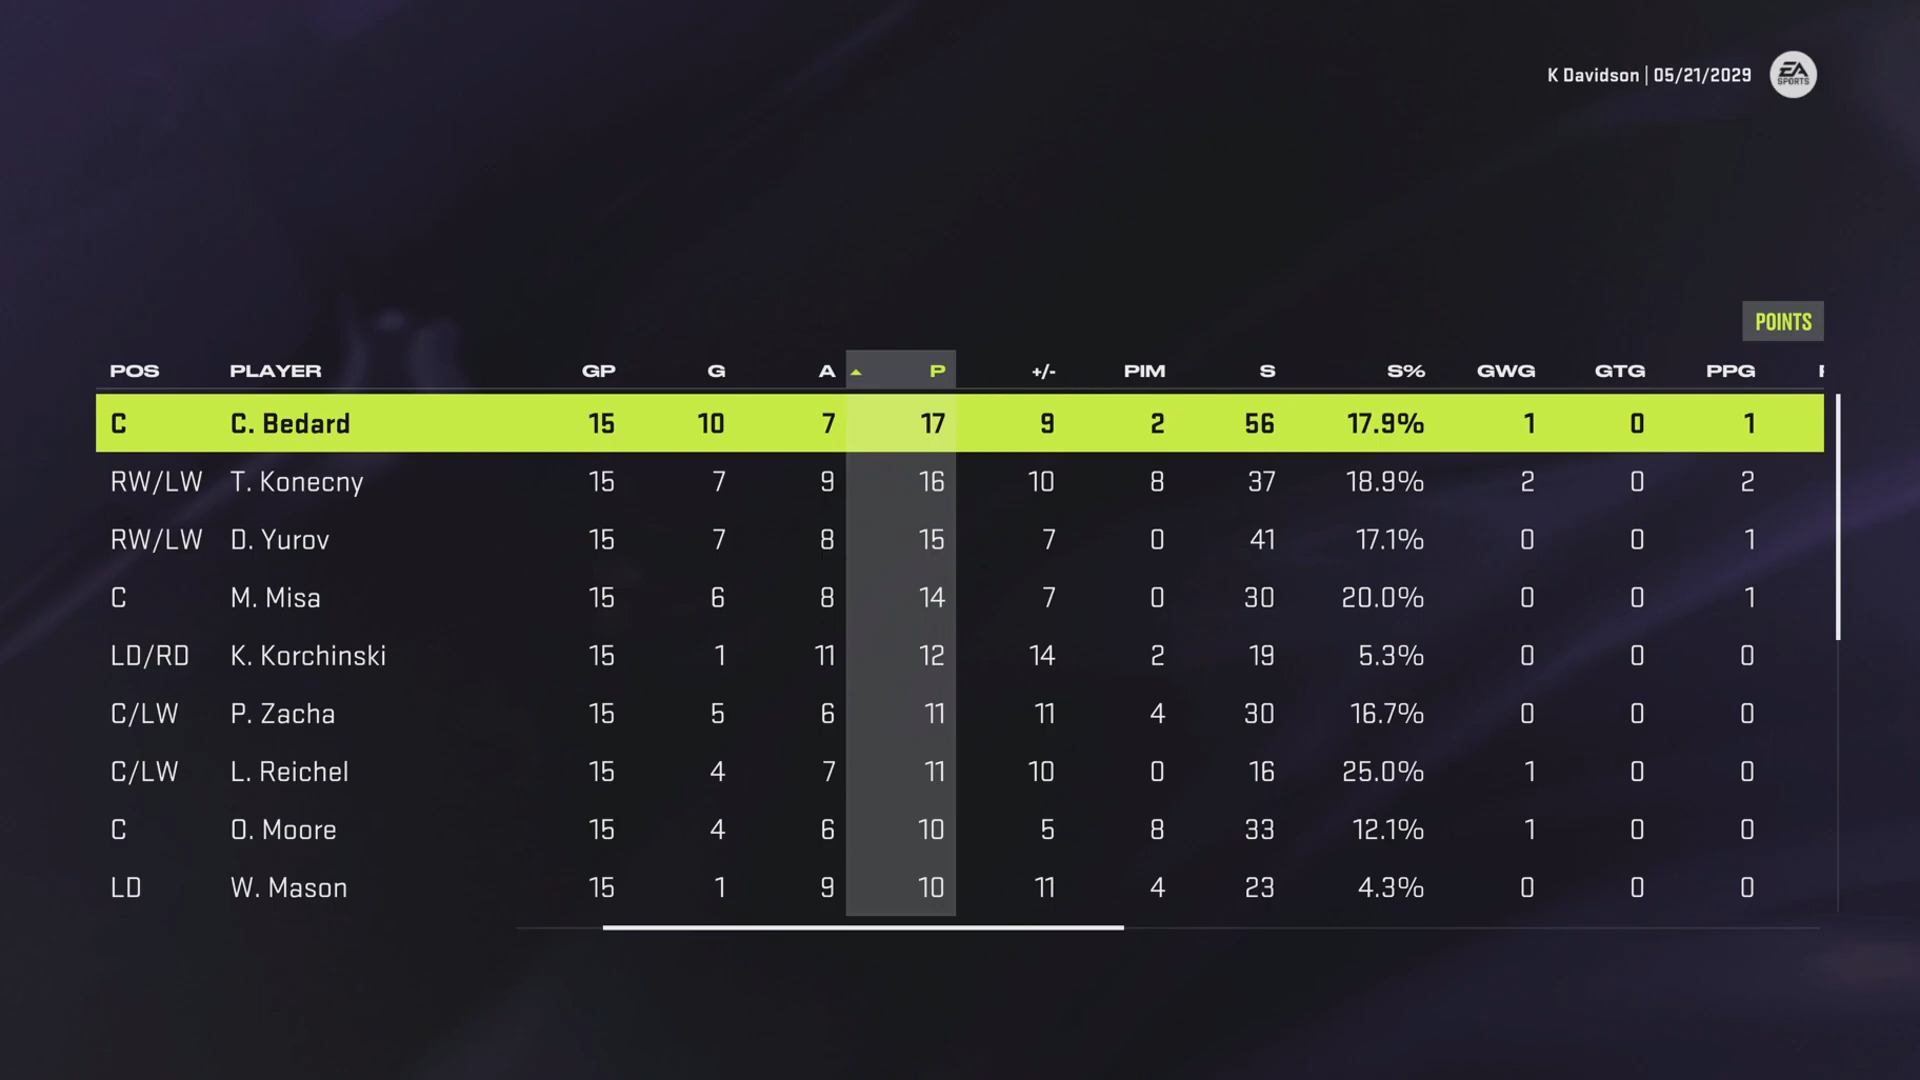 K Davidson | 05/21/2029 EA SPORTS
POINTS
POS PLAYER GP G A P +/- PIM S S% GWG GTG PPG
C C. Bedard 15 10 7 17 9 2 56 17.9% 1 0 1
RW/LW T. Konecny 15 7 9 16 10 8 37 18.9% 2 0 2
RW/LW D. Yurov 15 7 8 15 7 0 41 17.1% 0 0 1
C M. Misa 15 6 8 14 7 0 30 20.0% 0 0 1
LD/RD K. Korchinski 15 1 11 12 14 2 19 5.3% 0 0 0
C/LW P. Zacha 15 5 6 11 11 4 30 16.7% 0 0 0
C/LW L. Reichel 15 4 7 11 10 0 16 25.0% 1 0 0
C O. Moore 15 4 6 10 5 8 33 12.1% 1 0 0
LD W. Mason 15 1 9 10 11 4 23 4.3% 0 0 0